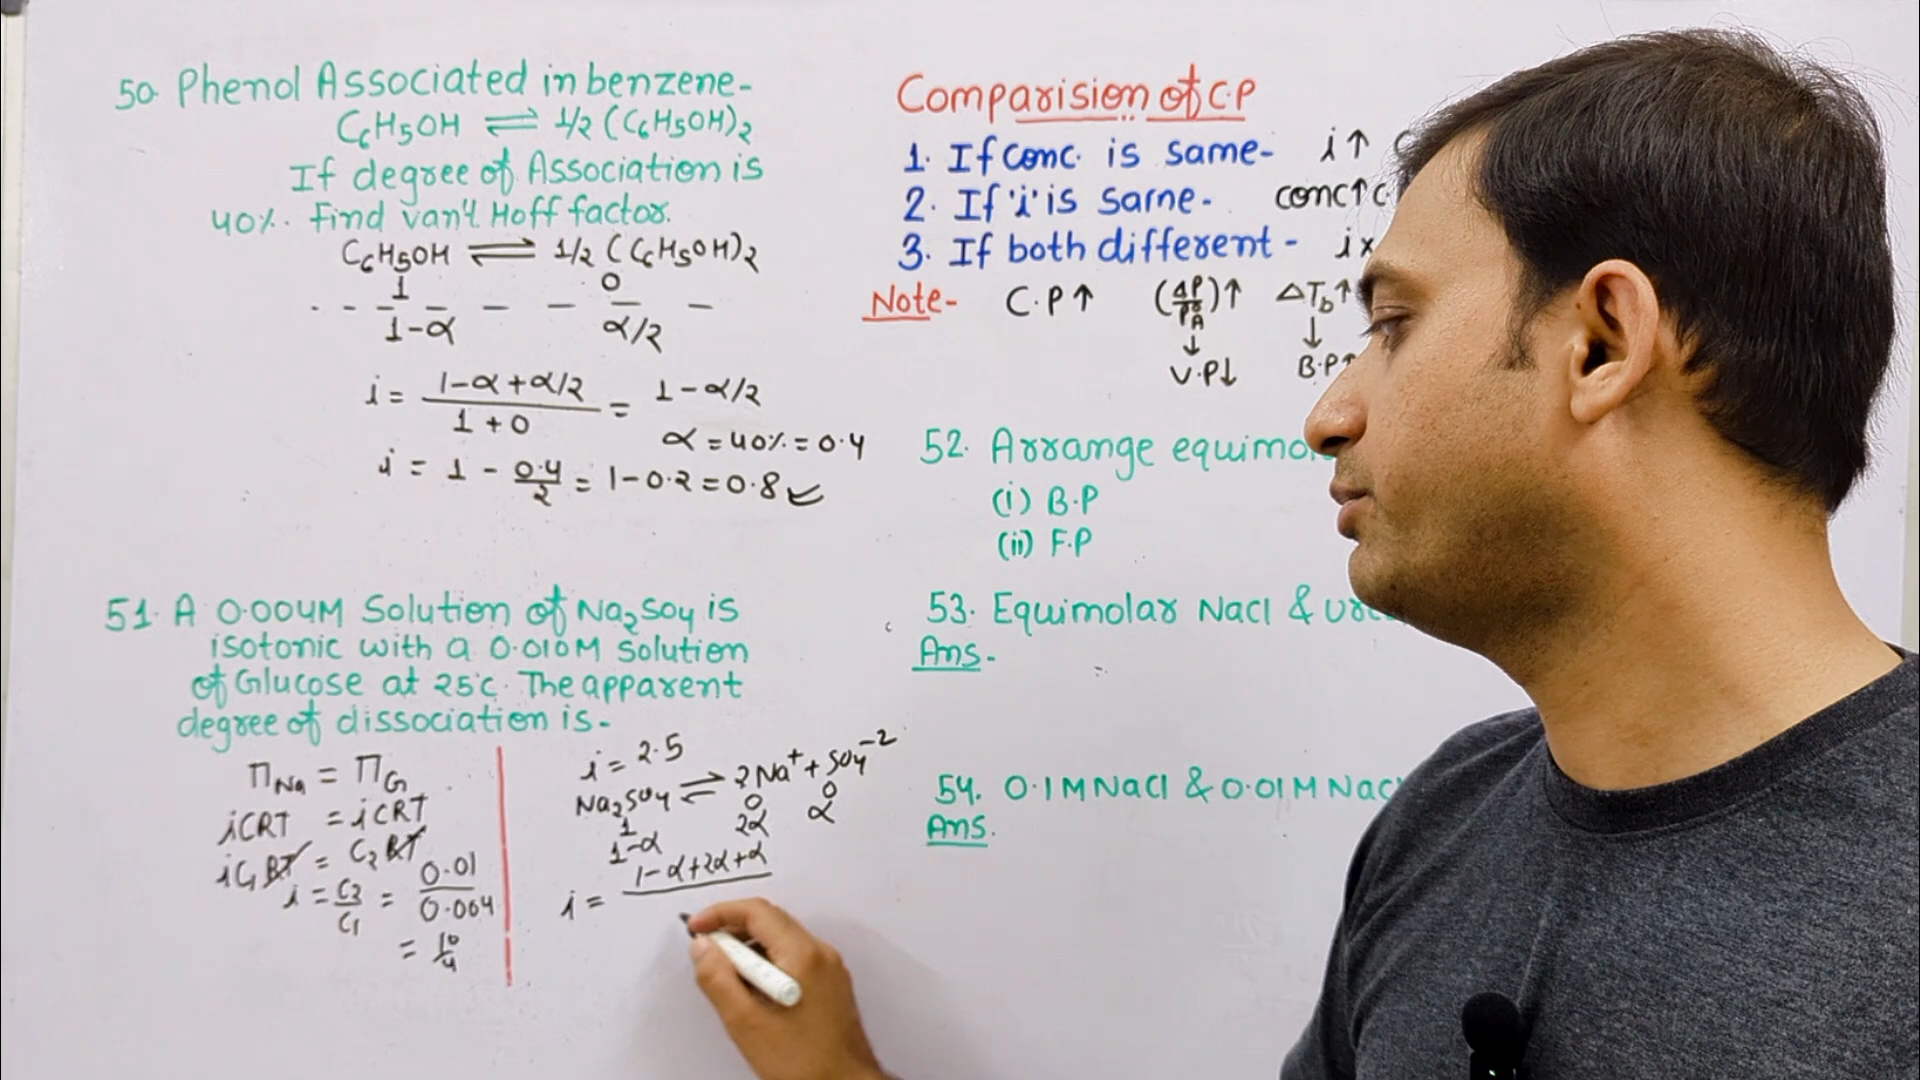 50. Phenol Associated in benzene-
C₆H₅OH ⇌ 1/2 (C₆H₅OH)₂
If degree of Association is
40%. Find van't Hoff factor.
C₆H₅OH ⇌ 1/2 (C₆H₅OH)₂
1 0
1-α α/2
i = (1-α+α/2)/(1+0) = 1-α/2
α = 40% = 0.4
i = 1 - 0.4/2 = 1-0.2 = 0.8
51. A 0.004M Solution of Na₂SO₄ is
isotonic with a 0.010M solution
of Glucose at 25°C. The apparent
degree of dissociation is-
π_Na = π_G
iCRT = iCRT
iC₁RT = C₂RT
i = C₂/C₁ = 0.01/0.004
= 10/4
i = 2.5
Na₂SO₄ ⇌ 2Na⁺ + SO₄⁻²
1 0 0
1-α 2α α
i = 1-α+2α+α
Comparision of C.P
1. If conc. is same- i↑
2. If 'i' is same- conc↑
3. If both different- i×
Note- C.P↑ (ΔP/P°A)↑ ΔTb↑
↓ ↓
V.P↓ B.P↑
52. Arrange
(i) B.P
(ii) F.P
53. Equimolar NaCl &
Ans-
54. 0.1M NaCl & 0.01M
Ans.